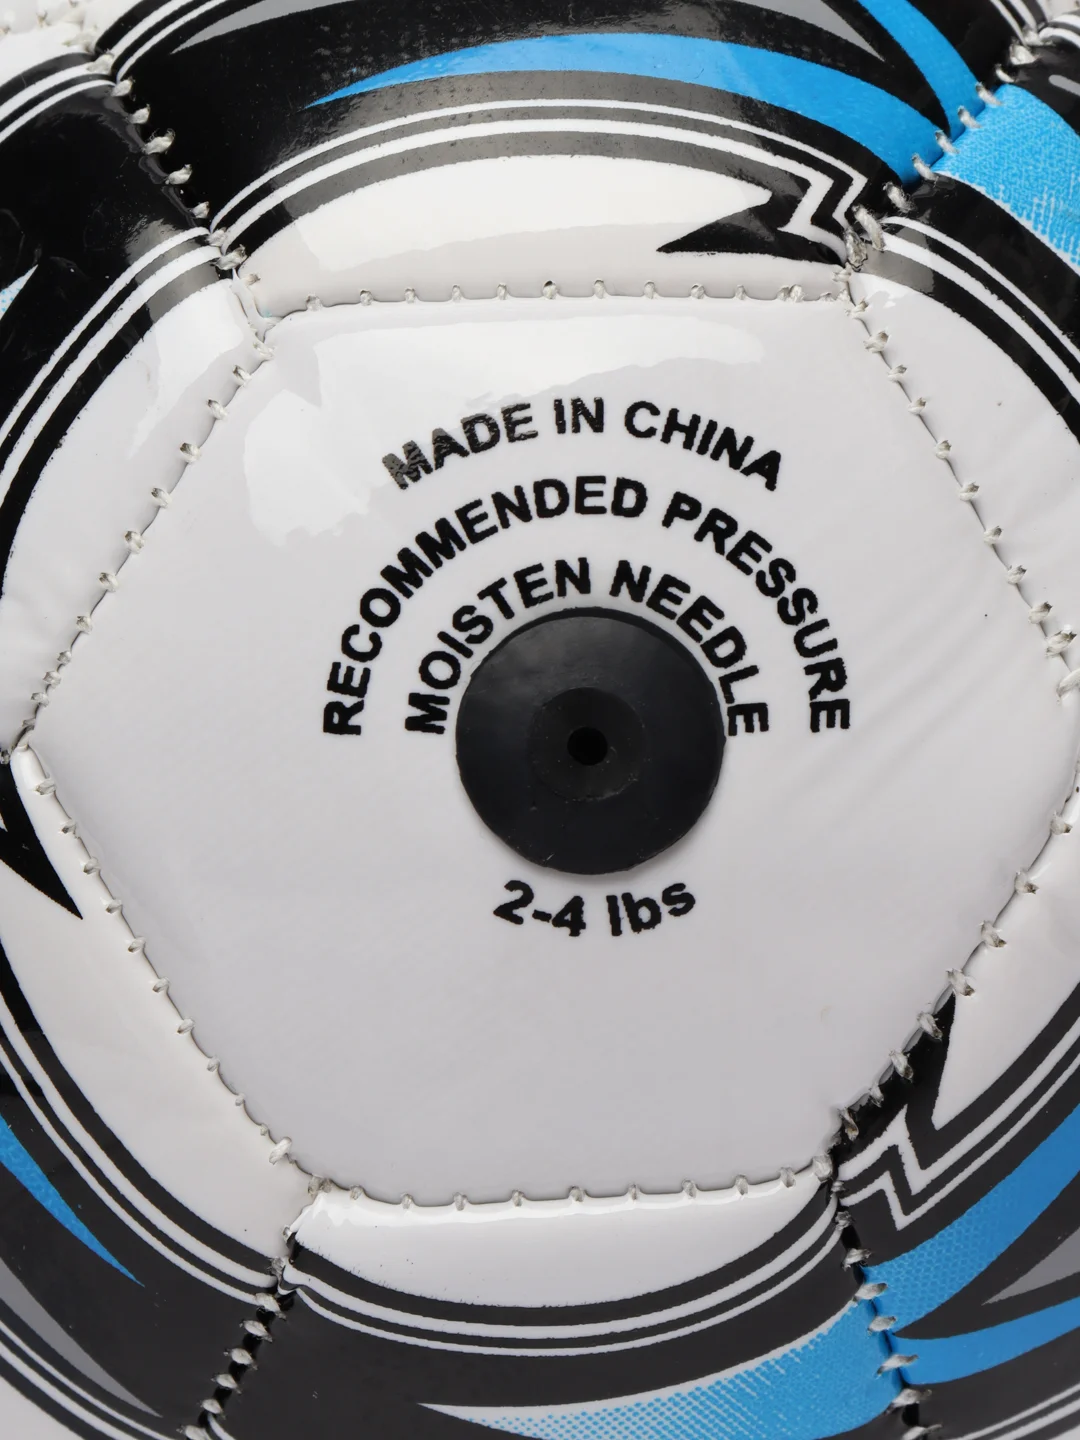 MADE IN CHINA
RECOMMENDED PRESSURE
MOISTEN NEEDLE
2-4 lbs